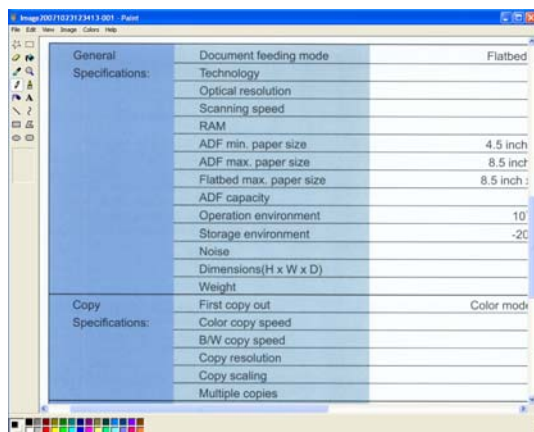 Image20071023123413-001 - Paint
File Edit View Image Colors Help
General Document feeding mode Flatbed
Specifications: Technology
Optical resolution
Scanning speed
RAM
ADF min. paper size 4.5 inch
ADF max. paper size 8.5 inch
Flatbed max. paper size 8.5 inch
ADF capacity
Operation environment 10
Storage environment -20
Noise
Dimensions(H x W x D)
Weight
Copy First copy out Color mode
Specifications: Color copy speed
B/W copy speed
Copy resolution
Copy scaling
Multiple copies